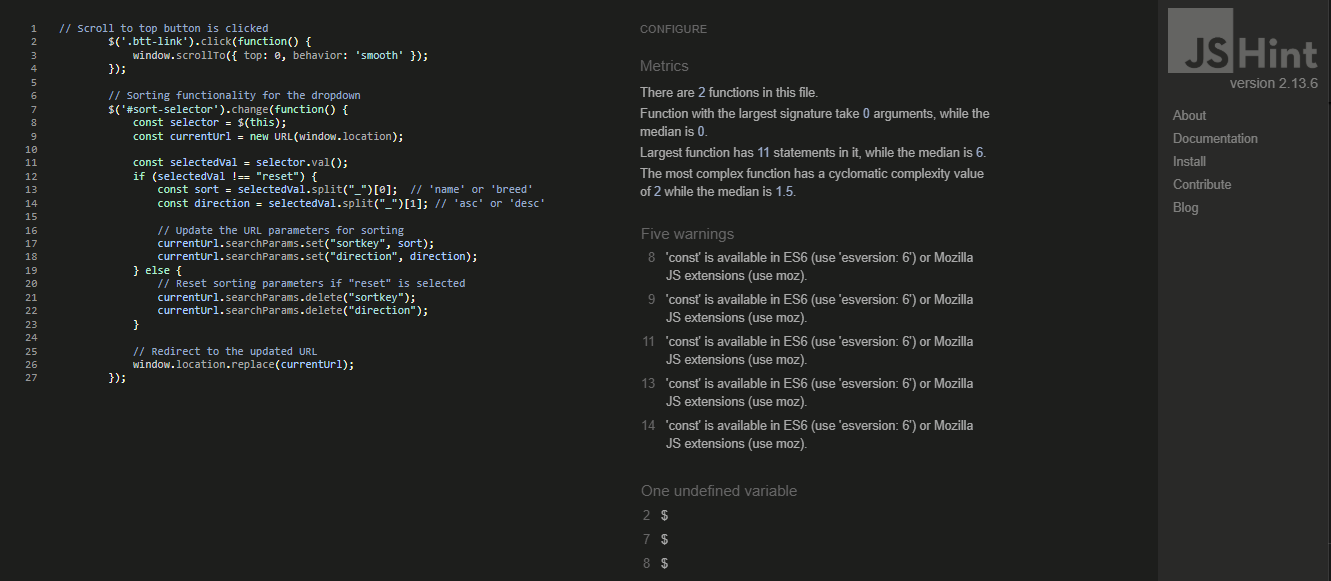 1 // Scroll to top button is clicked
2 $('.btt-link').click(function() {
3 window.scrollTo({ top: 0, behavior: 'smooth' });
4 });
5
6 // Sorting functionality for the dropdown
7 $('#sort-selector').change(function() {
8 const selector = $(this);
9 const currentUrl = new URL(window.location);
10
11 const selectedVal = selector.val();
12 if (selectedVal !== "reset") {
13 const sort = selectedVal.split("_")[0];  // 'name' or 'breed'
14 const direction = selectedVal.split("_")[1]; // 'asc' or 'desc'
15
16 // Update the URL parameters for sorting
17 currentUrl.searchParams.set("sortkey", sort);
18 currentUrl.searchParams.set("direction", direction);
19 } else {
20 // Reset sorting parameters if "reset" is selected
21 currentUrl.searchParams.delete("sortkey");
22 currentUrl.searchParams.delete("direction");
23 }
24
25 // Redirect to the updated URL
26 window.location.replace(currentUrl);
27 });
CONFIGURE
Metrics
There are 2 functions in this file.
Function with the largest signature take 0 arguments, while the
median is 0.
Largest function has 11 statements in it, while the median is 6.
The most complex function has a cyclomatic complexity value
of 2 while the median is 1.5.
Five warnings
8 'const' is available in ES6 (use 'esversion: 6') or Mozilla
JS extensions (use moz).
9 'const' is available in ES6 (use 'esversion: 6') or Mozilla
JS extensions (use moz).
11 'const' is available in ES6 (use 'esversion: 6') or Mozilla
JS extensions (use moz).
13 'const' is available in ES6 (use 'esversion: 6') or Mozilla
JS extensions (use moz).
14 'const' is available in ES6 (use 'esversion: 6') or Mozilla
JS extensions (use moz).
One undefined variable
2 $
7 $
8 $
JSHint
version 2.13.6
About
Documentation
Install
Contribute
Blog